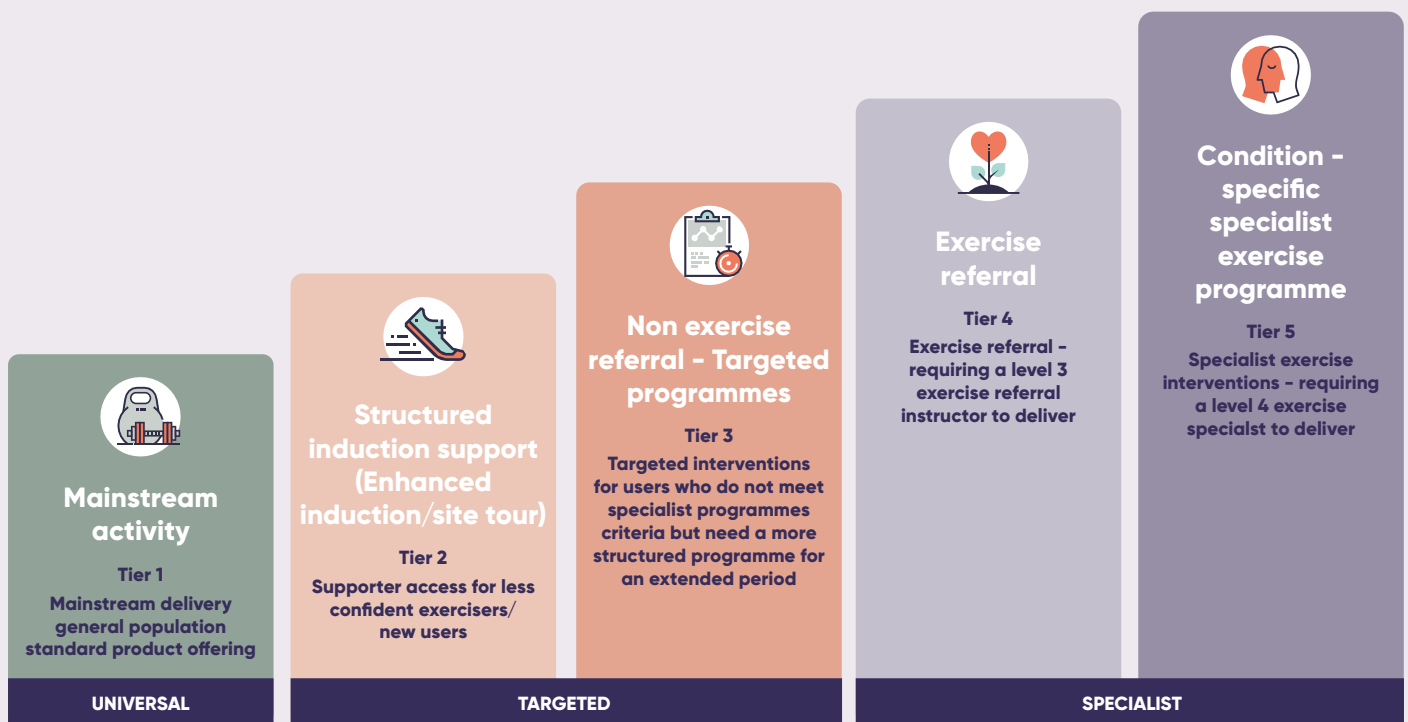 Mainstream
activity
Tier 1
Mainstream delivery
general population
standard product offering
UNIVERSAL
Structured
induction support
(Enhanced
induction/site tour)
Tier 2
Supporter access for less
confident exercisers/
new users
Non exercise
referral - Targeted
programmes
Tier 3
Targeted interventions
for users who do not meet
specialist programmes
criteria but need a more
structured programme for
an extended period
TARGETED
Exercise
referral
Tier 4
Exercise referral -
requiring a level 3
exercise referral
instructor to deliver
Condition -
specific
specialist
exercise
programme
Tier 5
Specialist exercise
interventions - requiring
a level 4 exercise
specialst to deliver
SPECIALIST